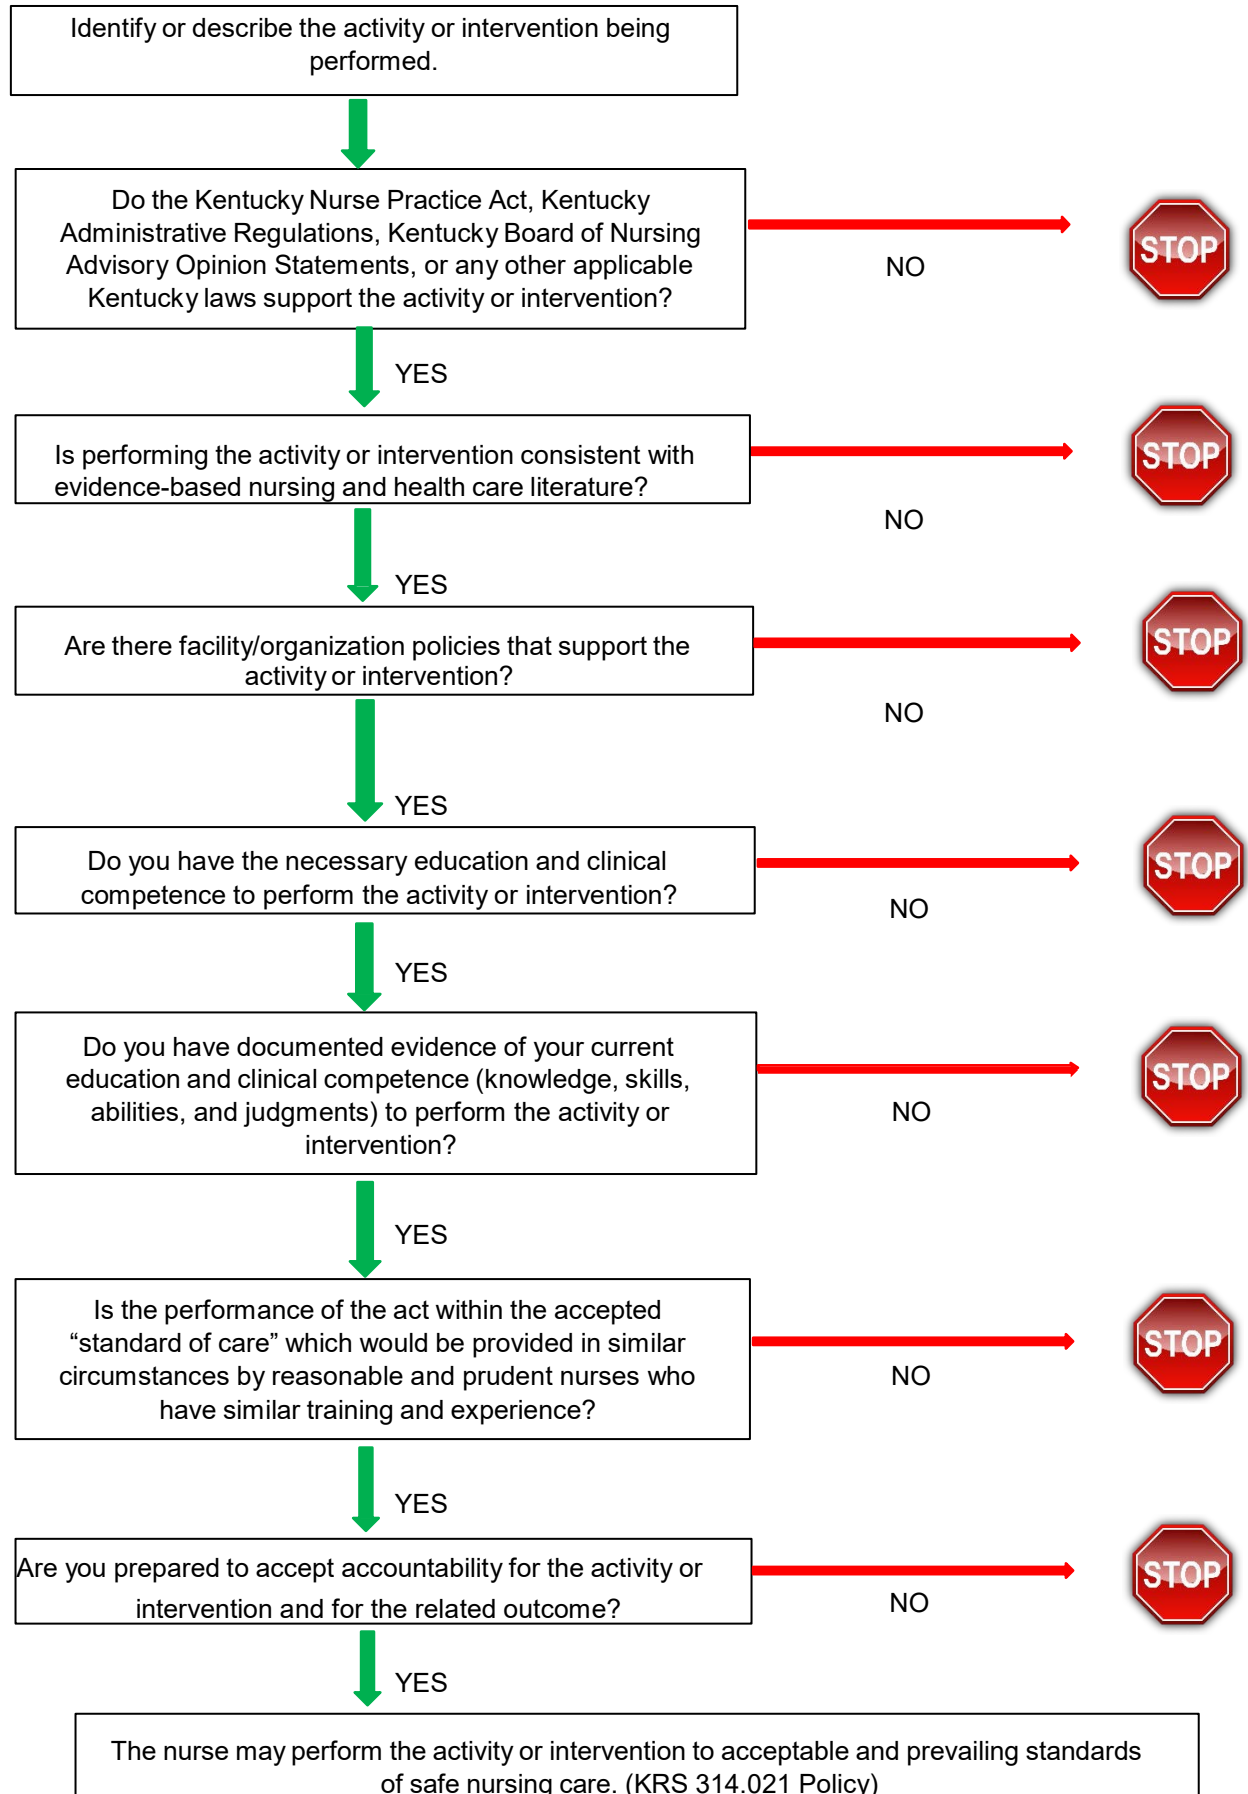 Identify or describe the activity or intervention being
performed.
Do the Kentucky Nurse Practice Act, Kentucky
Administrative Regulations, Kentucky Board of Nursing
Advisory Opinion Statements, or any other applicable
Kentucky laws support the activity or intervention?
NO
STOP
YES
Is performing the activity or intervention consistent with
evidence-based nursing and health care literature?
NO
STOP
YES
Are there facility/organization policies that support the
activity or intervention?
NO
STOP
YES
Do you have the necessary education and clinical
competence to perform the activity or intervention?
NO
STOP
YES
Do you have documented evidence of your current
education and clinical competence (knowledge, skills,
abilities, and judgments) to perform the activity or
intervention?
NO
STOP
YES
Is the performance of the act within the accepted
“standard of care” which would be provided in similar
circumstances by reasonable and prudent nurses who
have similar training and experience?
NO
STOP
YES
Are you prepared to accept accountability for the activity or
intervention and for the related outcome?
NO
STOP
YES
The nurse may perform the activity or intervention to acceptable and prevailing standards
of safe nursing care. (KRS 314.021 Policy)